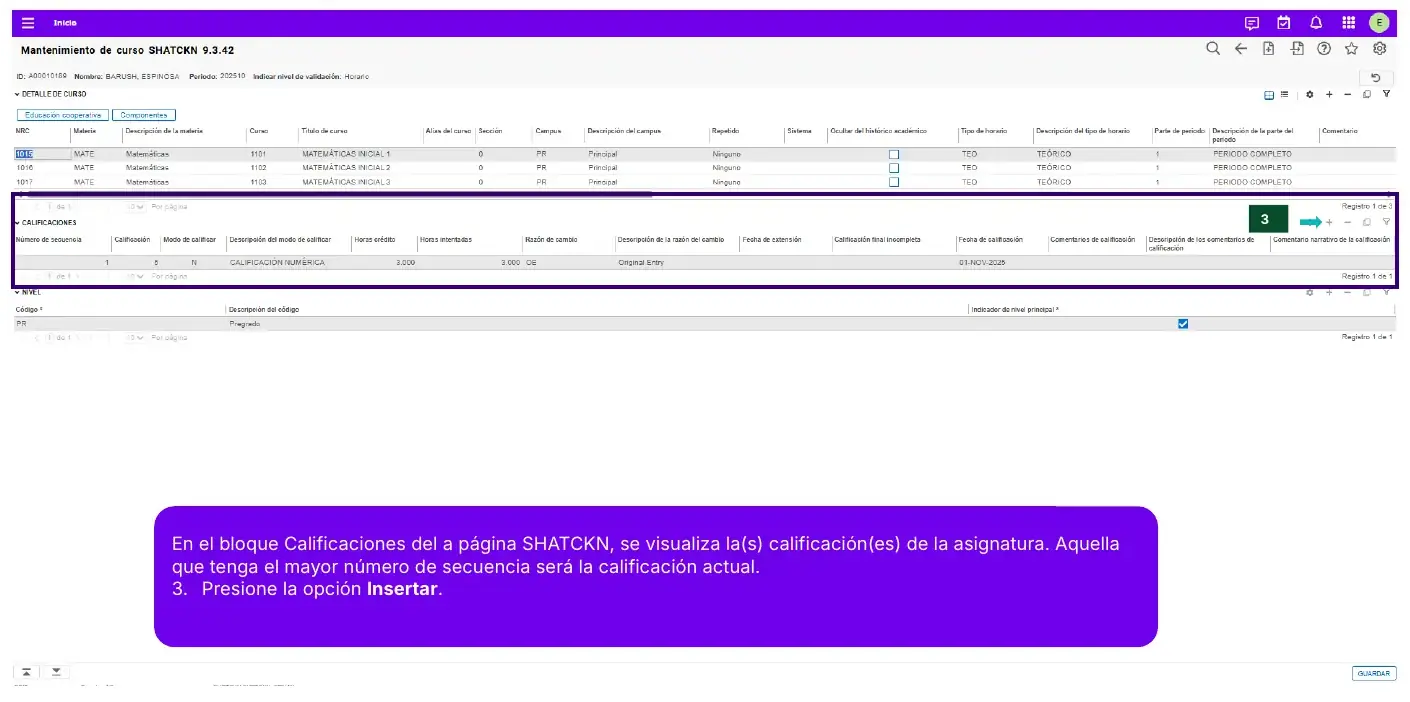 Inicio
E
Mantenimiento de curso SHATCKN 9.3.42
ID: A00010189 Nombre: BARUSH, ESPINOSA Periodo: 202510 Indicar nivel de validación: Horario
DETALLE DE CURSO
Educación cooperativa Componentes
NRC Materia Descripción de la materia Curso Título de curso Alias del curso Sección Campus Descripción del campus Repetido Sistema Ocultar del histórico académico Tipo de horario Descripción del tipo de horario Parte de periodo Descripción de la parte del periodo Comentario
1015 MATE Matemáticas 1101 MATEMÁTICAS INICIAL 1 0 PR Principal Ninguno TEO TEÓRICO 1 PERIODO COMPLETO
1016 MATE Matemáticas 1102 MATEMÁTICAS INICIAL 2 0 PR Principal Ninguno TEO TEÓRICO 1 PERIODO COMPLETO
1017 MATE Matemáticas 1103 MATEMÁTICAS INICIAL 3 0 PR Principal Ninguno TEO TEÓRICO 1 PERIODO COMPLETO
1 de 1 Por página Registro 1 de 3
CALIFICACIONES 3
Número de secuencia Calificación Modo de calificar Descripción del modo de calificar Horas crédito Horas intentadas Razón de cambio Descripción de la razón del cambio Fecha de extensión Calificación final incompleta Fecha de calificación Comentarios de calificación Descripción de los comentarios de calificación Comentario narrativo de la calificación
1 5 N CALIFICACIÓN NUMÉRICA 3.000 3.000 OE Original Entry 01-NOV-2025
1 de 1 Por página Registro 1 de 1
NIVEL
Código * Descripción del código Indicador de nivel principal *
PR Pregrado
1 de 1 Por página Registro 1 de 1
En el bloque Calificaciones del a página SHATCKN, se visualiza la(s) calificación(es) de la asignatura. Aquella
que tenga el mayor número de secuencia será la calificación actual.
3. Presione la opción Insertar.
GUARDAR